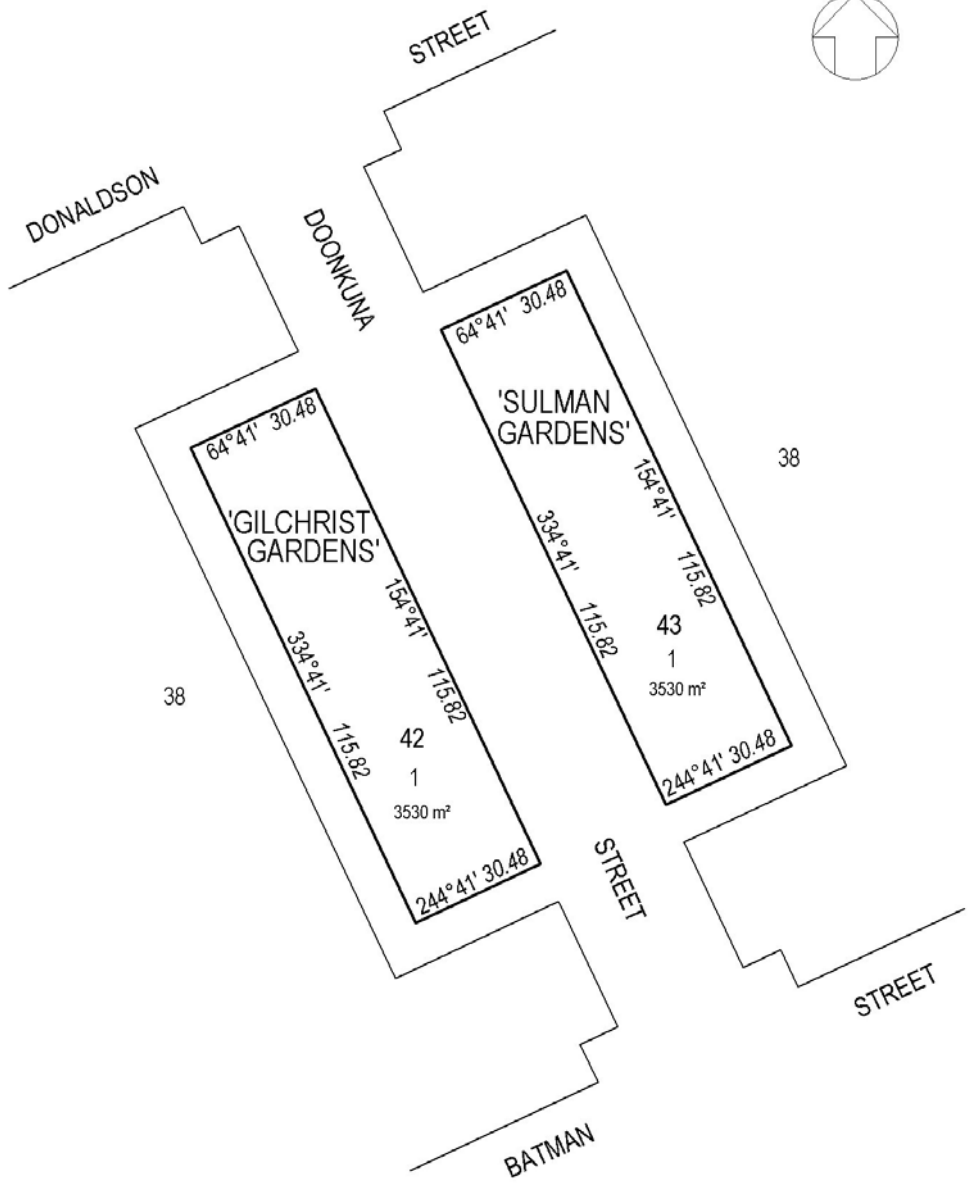 STREET
DONALDSON
DOONKUNA
64°41' 30.48
'SULMAN
GARDENS'
64°41' 30.48
38
154°41'
'GILCHRIST
GARDENS'
334°41'
115.82
154°41'
115.82
43
1
3530 m²
334°41'
38
115.82
115.82
42
1
3530 m²
244°41' 30.48
244°41' 30.48
STREET
STREET
BATMAN